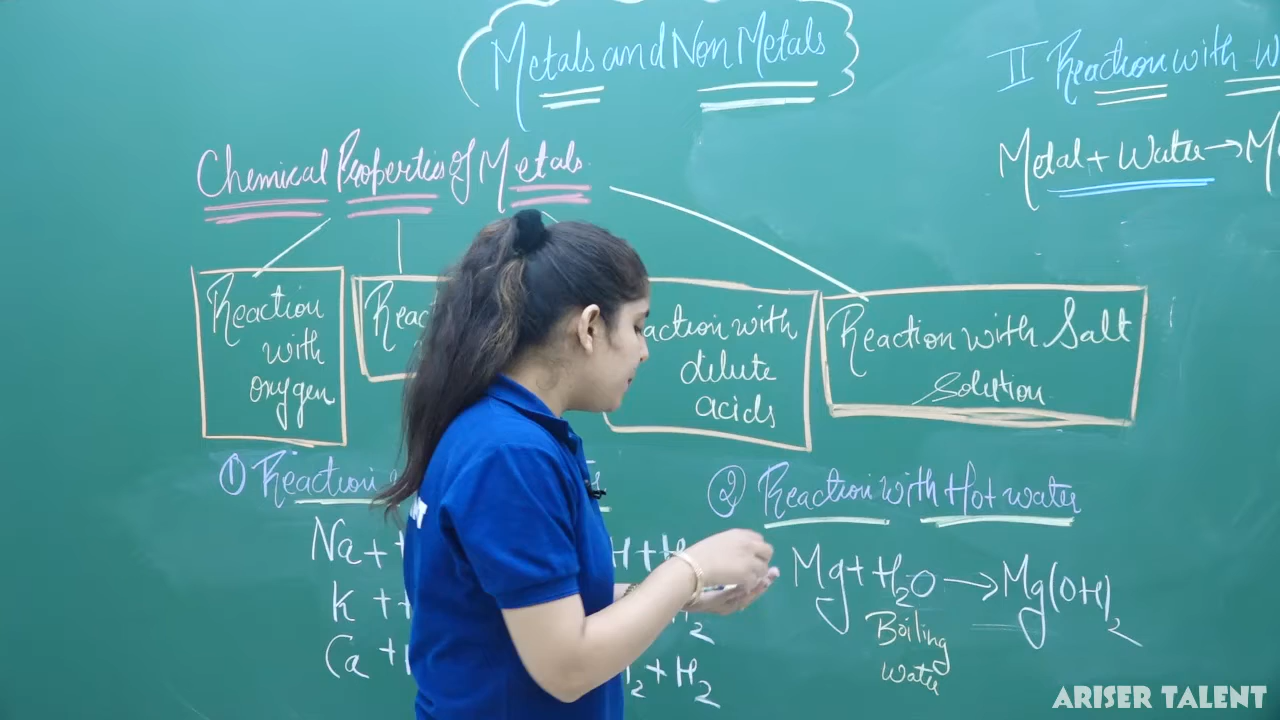 Metals and Non Metals
II Reaction with W
Metal + Water → M
Chemical Properties of Metals
Reaction
with
oxygen
Reac
action with
dilute
acids
Reaction with Salt
Solution
① Reaction
② Reaction with Hot water
Na +
H + H
K +
2
Ca +
2 + H2
Mg + H2O → Mg(OH)2
Boiling
water
NT
ARISER TALENT